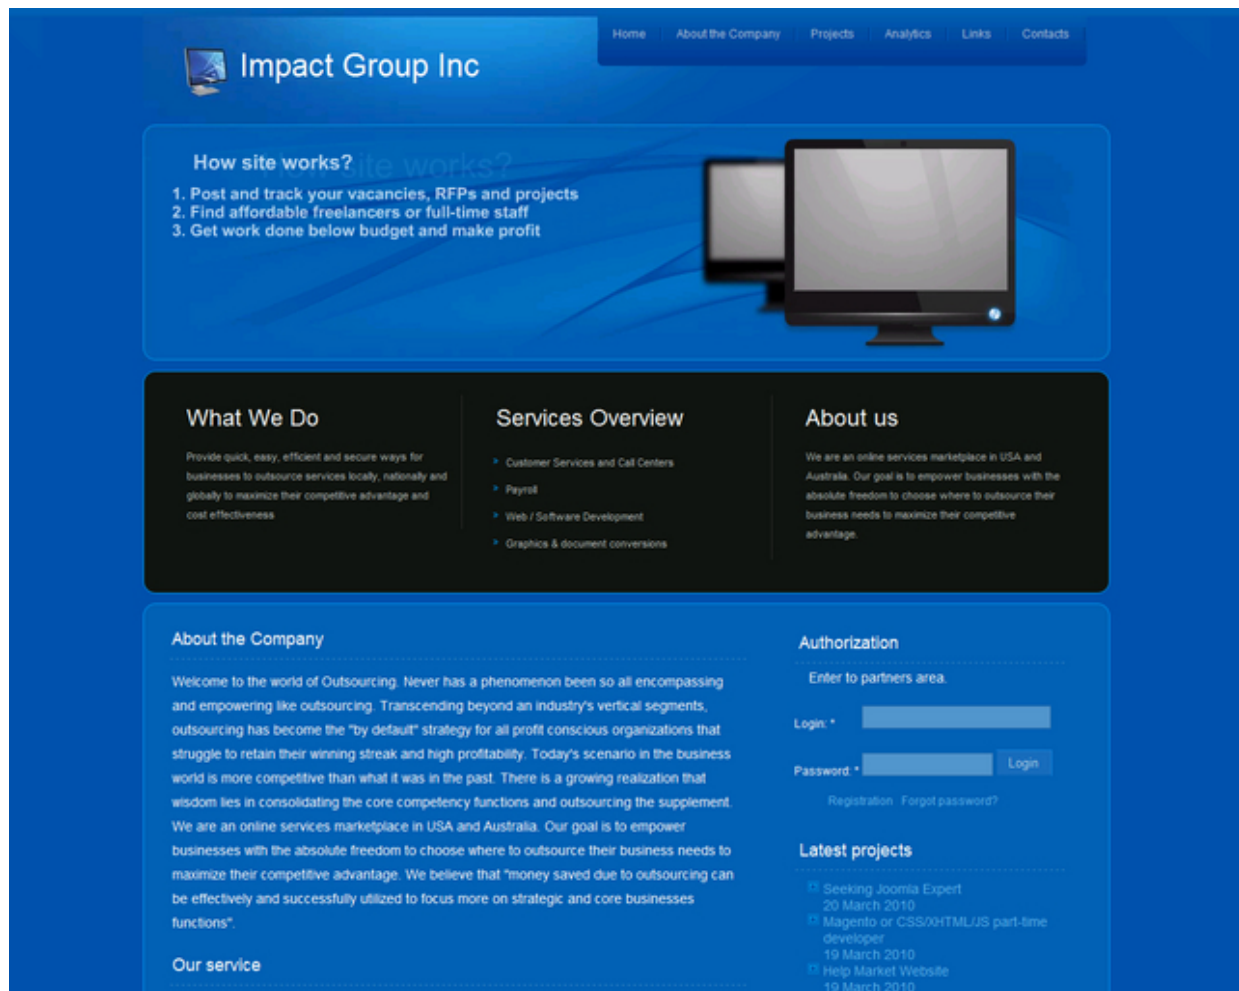 Home About the Company Projects Analytics Links Contacts
Impact Group Inc
How site works?
1. Post and track your vacancies, RFPs and projects
2. Find affordable freelancers or full-time staff
3. Get work done below budget and make profit
What We Do
Provide quick, easy, efficient and secure ways for
businesses to outsource services locally, nationally and
globally to maximize their competitive advantage and
cost effectiveness
Services Overview
Customer Services and Call Centers
Payroll
Web / Software Development
Graphics & document conversions
About us
We are an online services marketplace in USA and
Australia. Our goal is to empower businesses with the
absolute freedom to choose where to outsource their
business needs to maximize their competitive
advantage.
About the Company
Welcome to the world of Outsourcing. Never has a phenomenon been so all encompassing
and empowering like outsourcing. Transcending beyond an industry's vertical segments,
outsourcing has become the "by default" strategy for all profit conscious organizations that
struggle to retain their winning streak and high profitability. Today's scenario in the business
world is more competitive than what it was in the past. There is a growing realization that
wisdom lies in consolidating the core competency functions and outsourcing the supplement.
We are an online services marketplace in USA and Australia. Our goal is to empower
businesses with the absolute freedom to choose where to outsource their business needs to
maximize their competitive advantage. We believe that "money saved due to outsourcing can
be effectively and successfully utilized to focus more on strategic and core businesses
functions".
Our service
Authorization
Enter to partners area.
Login: *
Password: * Login
Registration Forgot password?
Latest projects
Seeking Joomla Expert
20 March 2010
Magento or CSS/XHTML/JS part-time
developer
19 March 2010
Help Market Website
19 March 2010